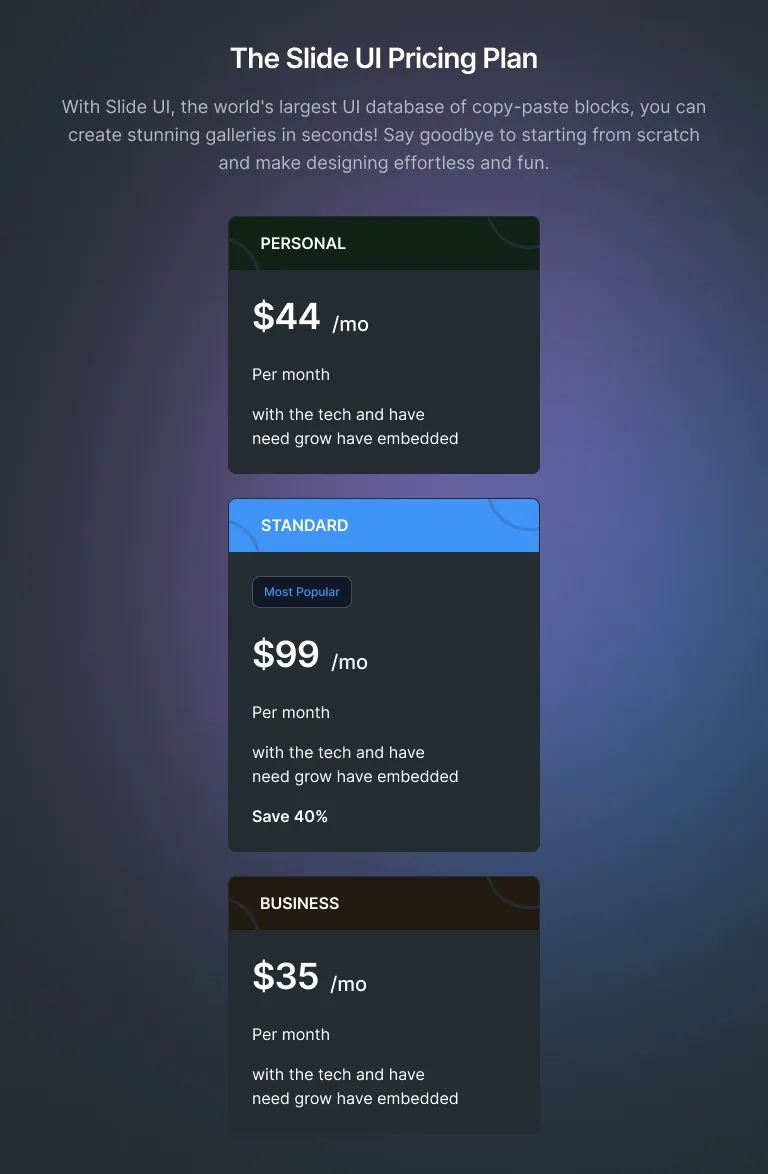 The Slide UI Pricing Plan
With Slide UI, the world's largest UI database of copy-paste blocks, you can
create stunning galleries in seconds! Say goodbye to starting from scratch
and make designing effortless and fun.
PERSONAL
$44 /mo
Per month
with the tech and have
need grow have embedded
STANDARD
Most Popular
$99 /mo
Per month
with the tech and have
need grow have embedded
Save 40%
BUSINESS
$35 /mo
Per month
with the tech and have
need grow have embedded